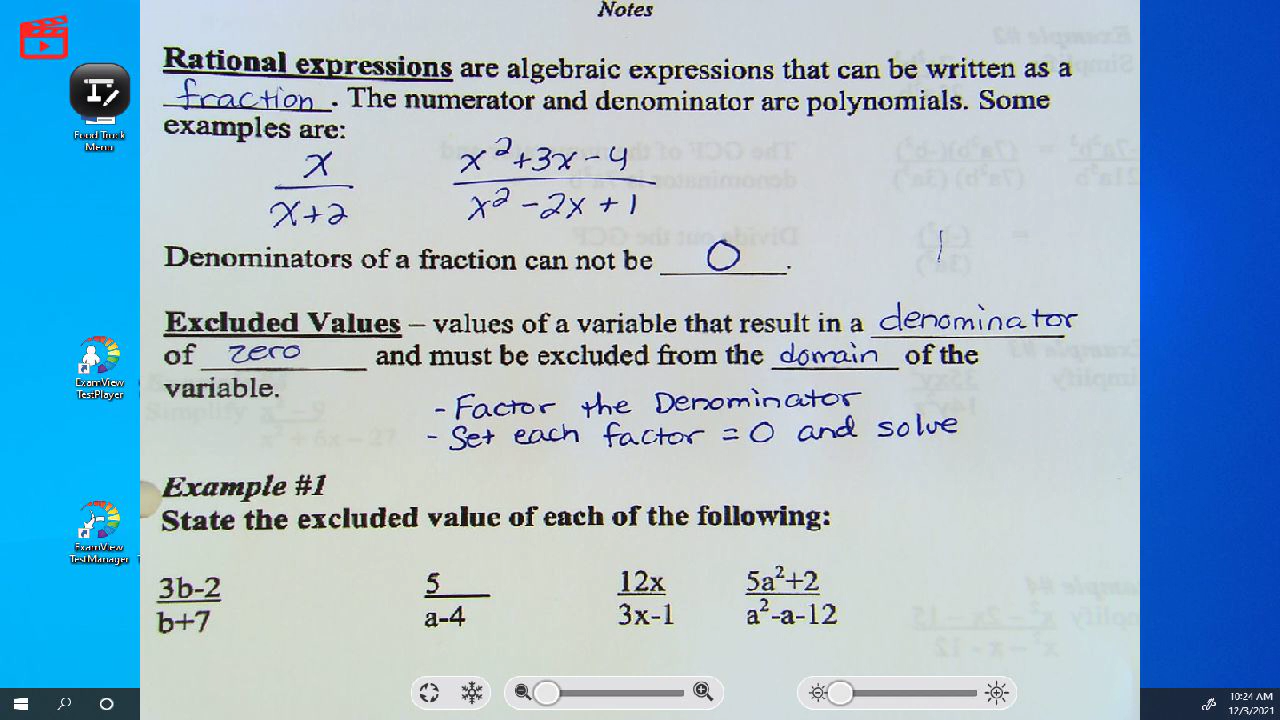 Notes
Rational expressions are algebraic expressions that can be written as a
fraction. The numerator and denominator are polynomials. Some
examples are:
x/(x+2) (x²+3x-4)/(x²-2x+1)
Denominators of a fraction can not be 0.
Excluded Values – values of a variable that result in a denominator
of zero and must be excluded from the domain of the
variable.
- Factor the Denominator
- Set each factor = 0 and solve
Example #1
State the excluded value of each of the following:
3b-2 5 12x 5a²+2
b+7 a-4 3x-1 a²-a-12
Food Truck
Menu
ExamView
TestPlayer
ExamView
TestManager
10:24 AM
12/3/2021